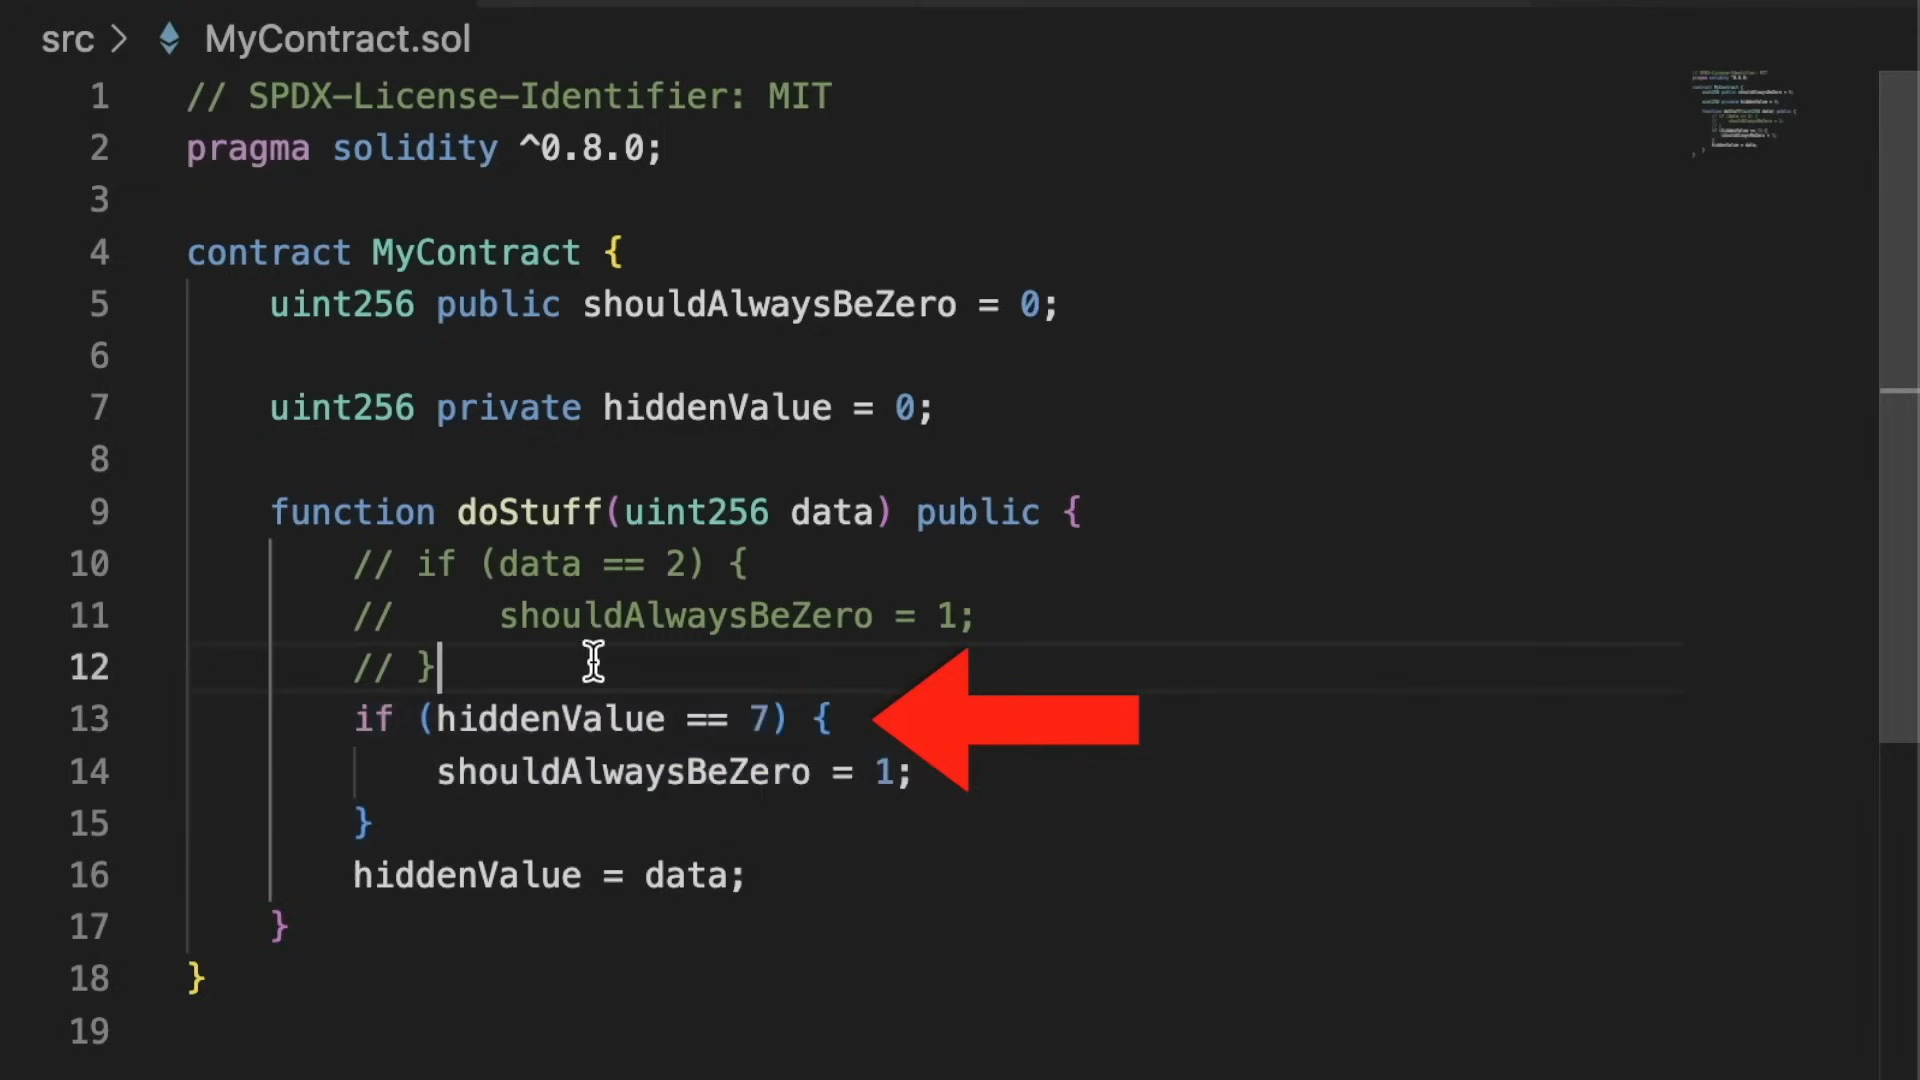 src > MyContract.sol
1 // SPDX-License-Identifier: MIT
2 pragma solidity ^0.8.0;
3
4 contract MyContract {
5 uint256 public shouldAlwaysBeZero = 0;
6
7 uint256 private hiddenValue = 0;
8
9 function doStuff(uint256 data) public {
10 // if (data == 2) {
11 //     shouldAlwaysBeZero = 1;
12 // }
13 if (hiddenValue == 7) {
14 shouldAlwaysBeZero = 1;
15 }
16 hiddenValue = data;
17 }
18 }
19